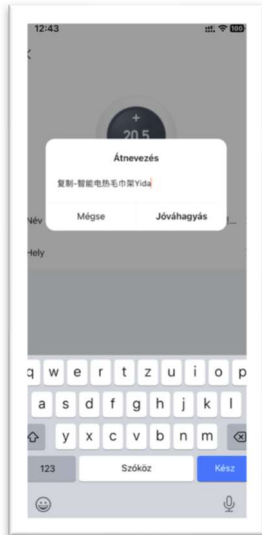 12:43
100
+
20.5
Átnevezés
复制-智能电热毛巾架Yida
Mégse
Jóváhagyás
Név
Hely
q w e r t z u i o p
a s d f g h j k l
y x c v b n m
123
Szóköz
Kész